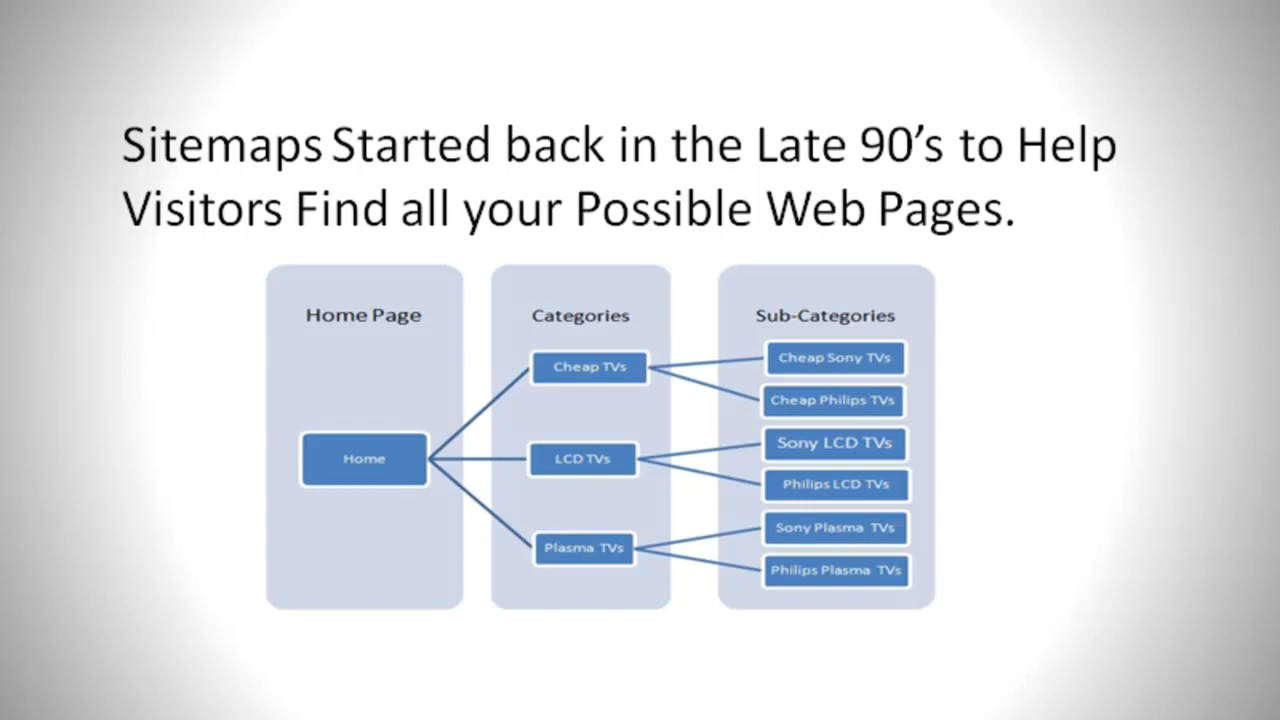 Sitemaps Started back in the Late 90’s to Help
Visitors Find all your Possible Web Pages.
Home Page
Home
Categories
Cheap TVs
LCD TVs
Plasma TVs
Sub-Categories
Cheap Sony TVs
Cheap Philips TVs
Sony LCD TVs
Philips LCD TVs
Sony Plasma TVs
Philips Plasma TVs